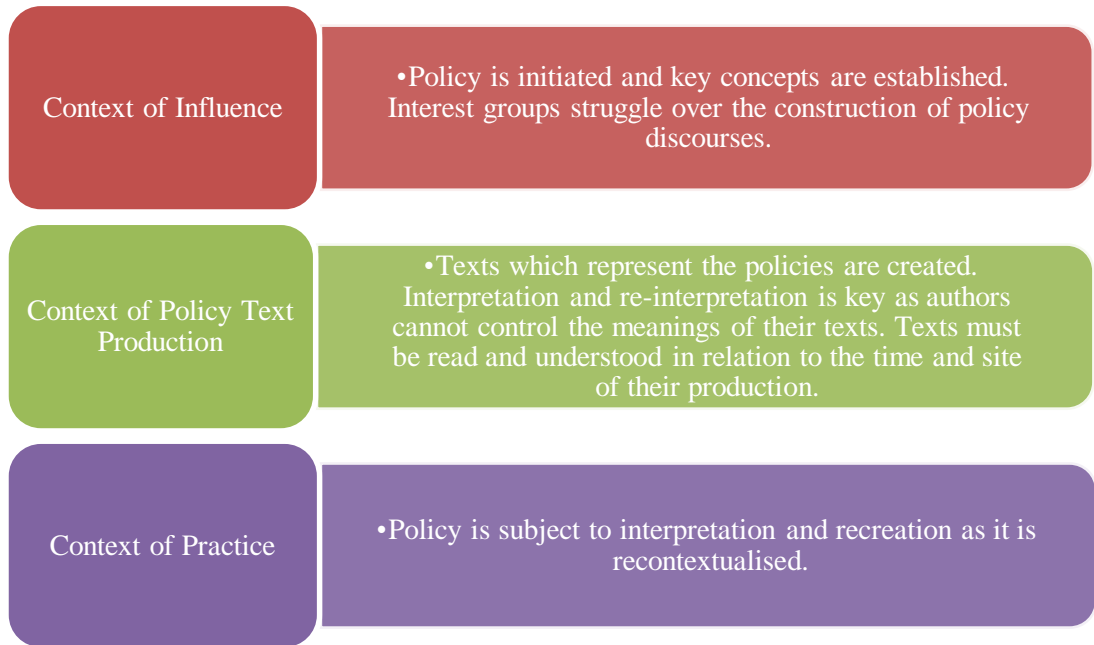 Context of Influence
•Policy is initiated and key concepts are established.
Interest groups struggle over the construction of policy
discourses.
Context of Policy Text
Production
•Texts which represent the policies are created.
Interpretation and re-interpretation is key as authors
cannot control the meanings of their texts. Texts must
be read and understood in relation to the time and site
of their production.
Context of Practice
•Policy is subject to interpretation and recreation as it is
recontextualised.